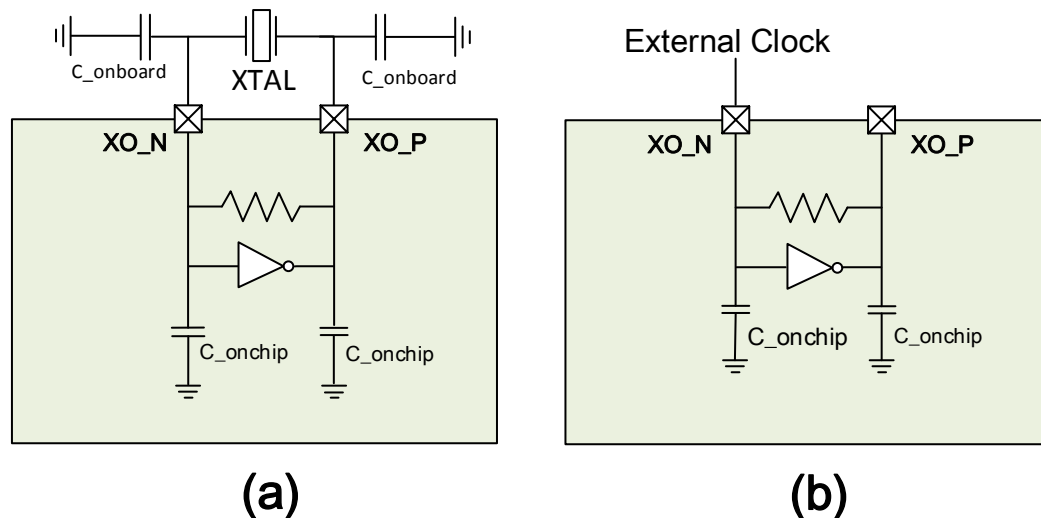 C_onboard
XTAL
C_onboard
XO_N
XO_P
C_onchip
C_onchip
(a)
External Clock
XO_N
XO_P
C_onchip
C_onchip
(b)